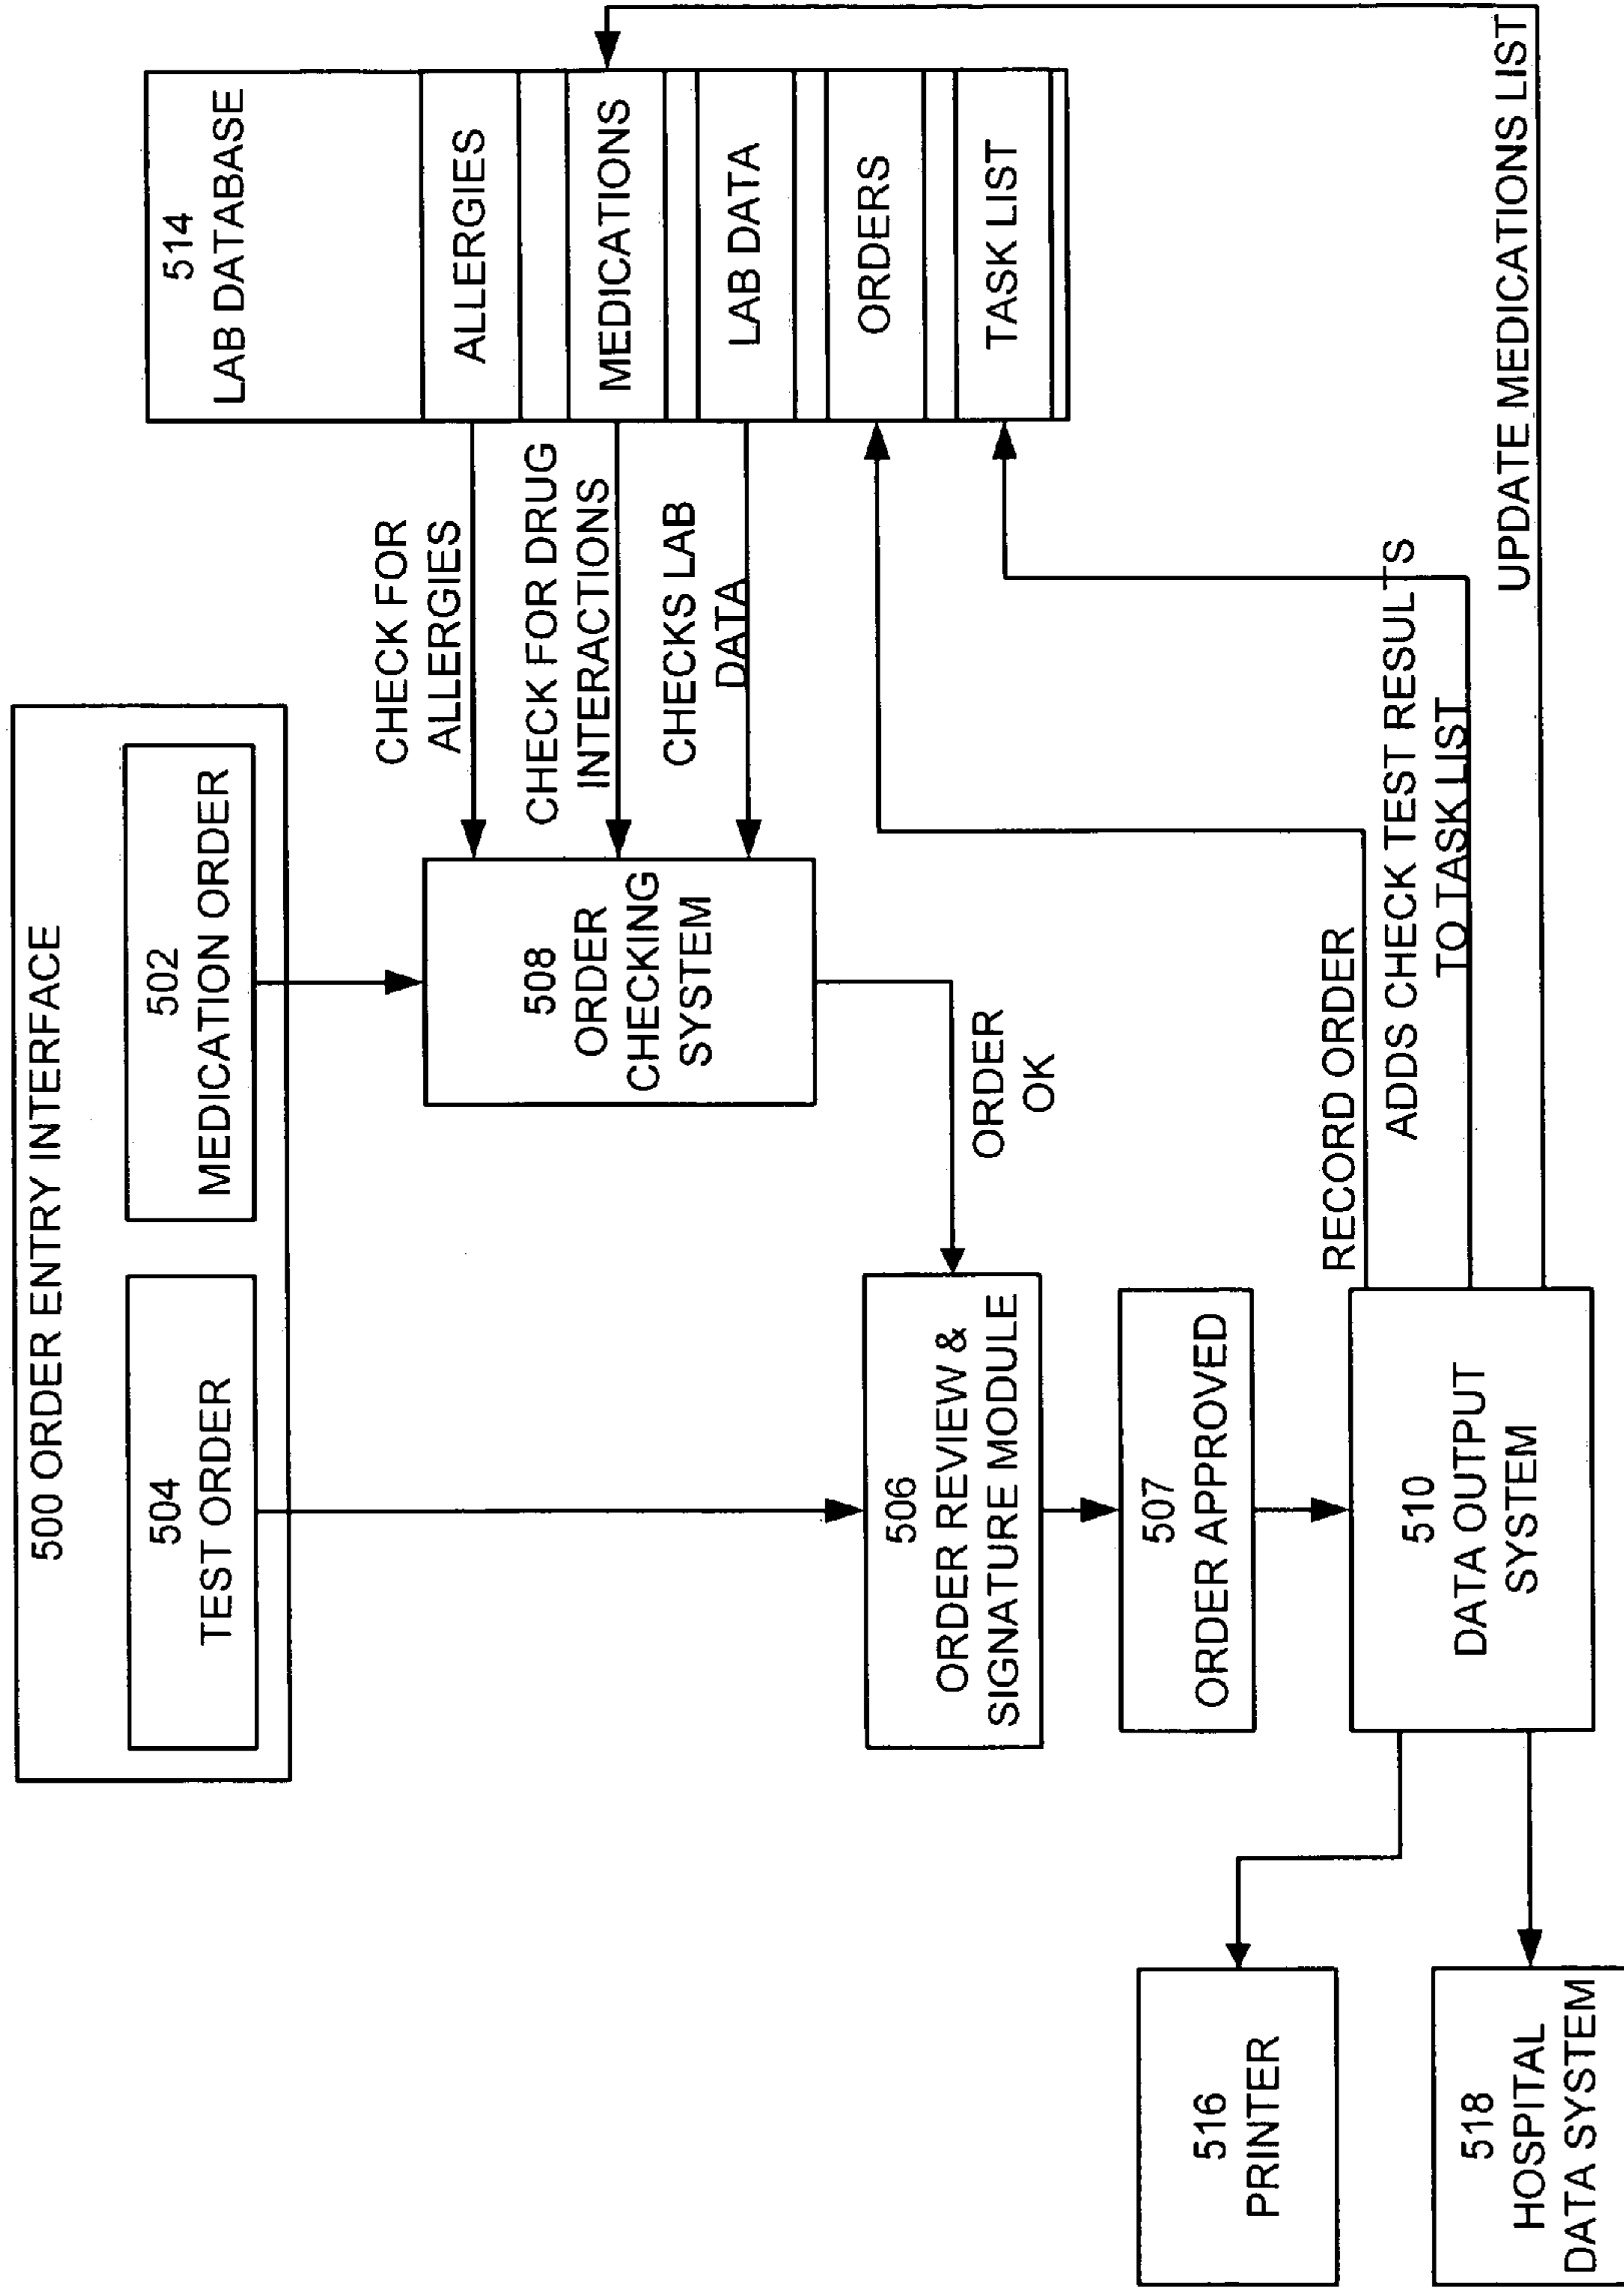 500 ORDER ENTRY INTERFACE
504
TEST ORDER
502
MEDICATION ORDER
514
LAB DATABASE
ALLERGIES
MEDICATIONS
LAB DATA
ORDERS
TASK LIST
CHECK FOR
ALLERGIES
CHECK FOR DRUG
INTERACTIONS
CHECKS LAB
DATA
508
ORDER
CHECKING
SYSTEM
ORDER
OK
506
ORDER REVIEW &
SIGNATURE MODULE
507
ORDER APPROVED
510
DATA OUTPUT
SYSTEM
RECORD ORDER
ADDS CHECK TEST RESULTS
TO TASK LIST
UPDATE MEDICATIONS LIST
516
PRINTER
518
HOSPITAL
DATA SYSTEM